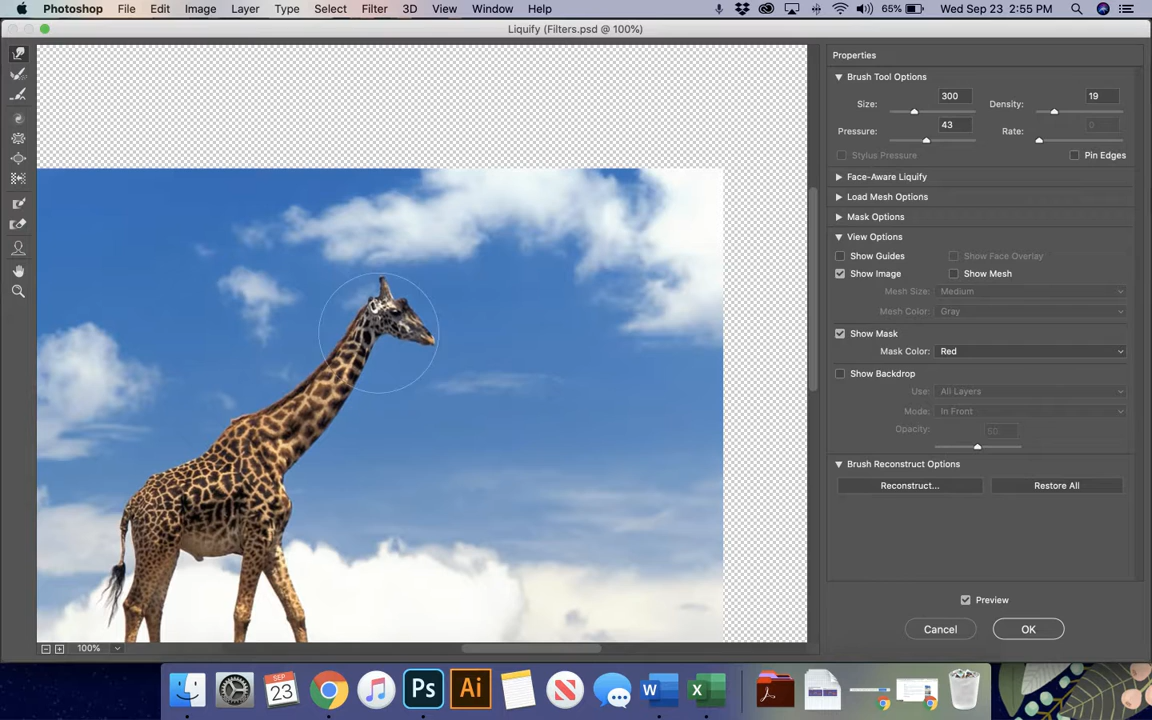 Photoshop File Edit Image Layer Type Select Filter 3D View Window Help 65% Wed Sep 23 2:55 PM
Liquify (Filters.psd @ 100%)
Properties
Brush Tool Options
Size: 300 Density: 19
Pressure: 43 Rate: 0
Stylus Pressure Pin Edges
Face-Aware Liquify
Load Mesh Options
Mask Options
View Options
Show Guides Show Face Overlay
Show Image Show Mesh
Mesh Size: Medium
Mesh Color: Gray
Show Mask
Mask Color: Red
Show Backdrop
Use: All Layers
Mode: In Front
Opacity: 50
Brush Reconstruct Options
Reconstruct... Restore All
Preview
Cancel OK
100%
SEP
23
Ps
Ai
W
X